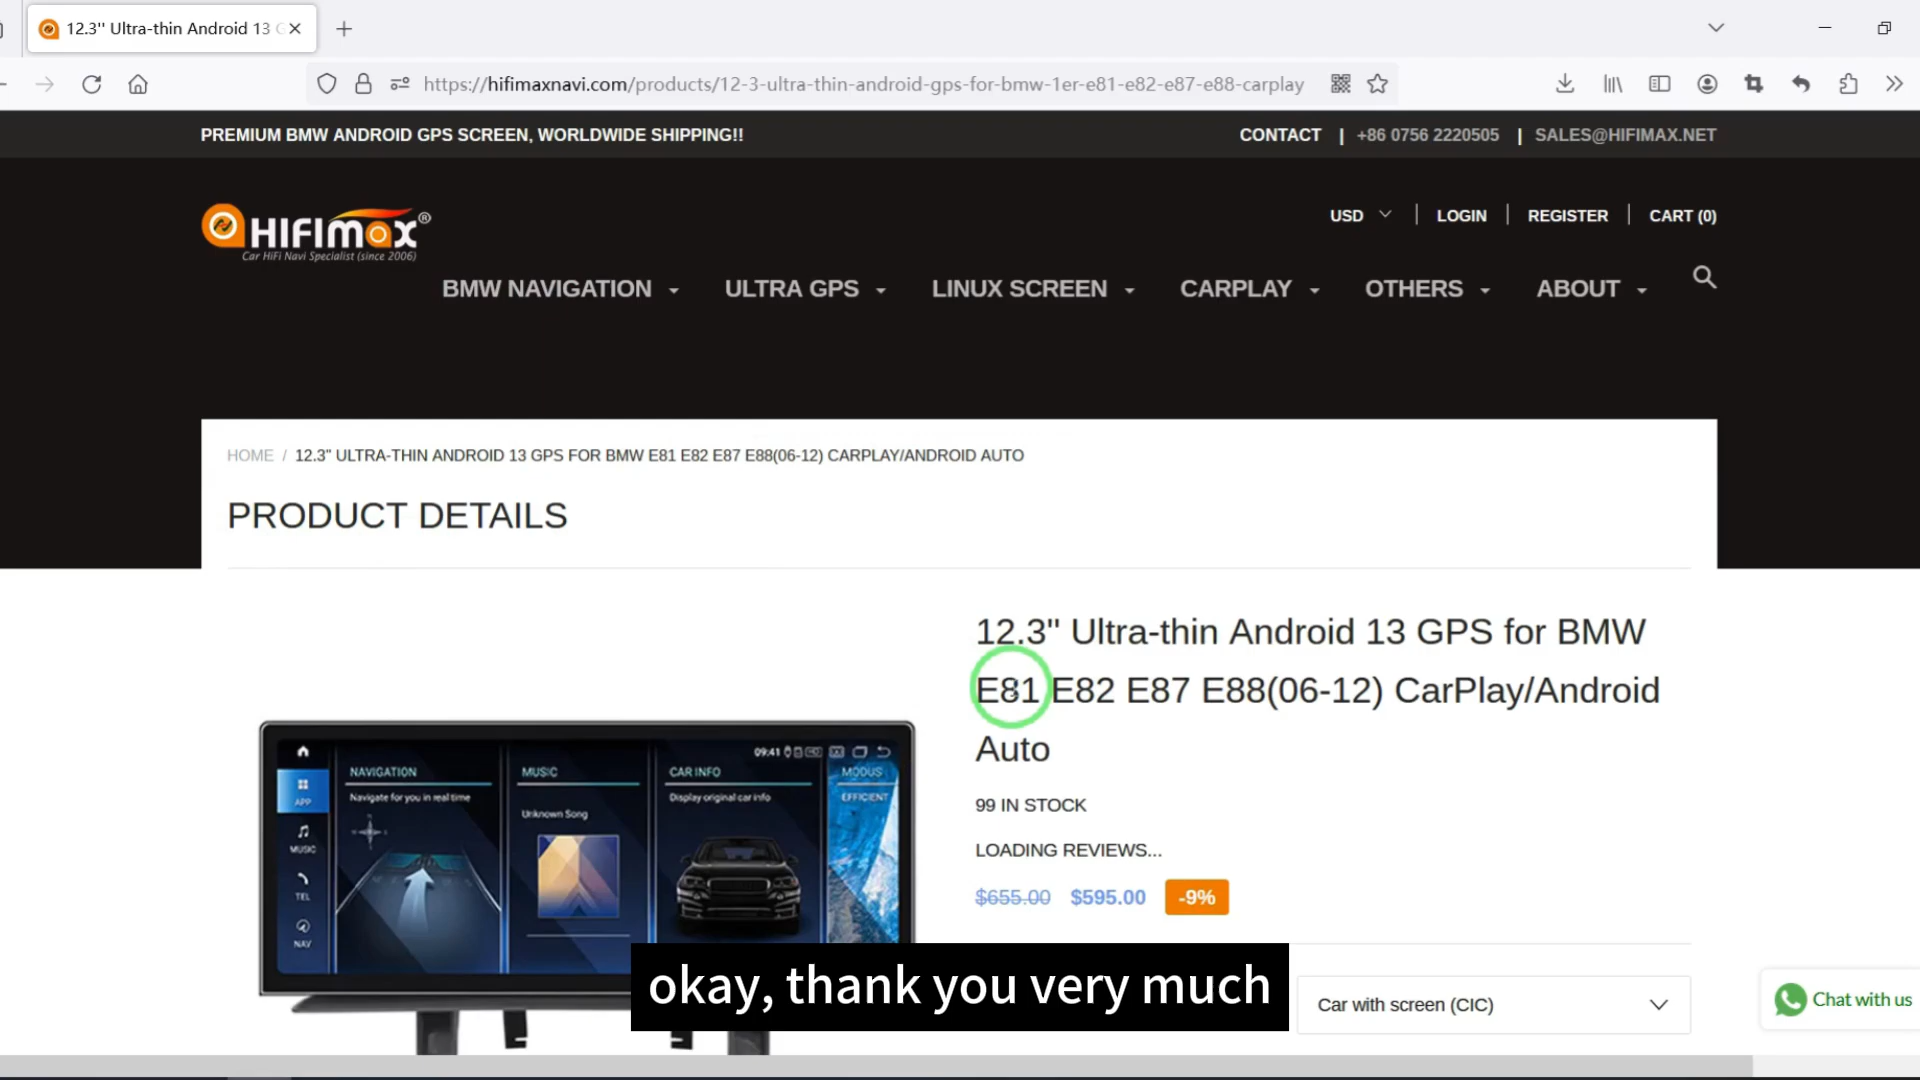 12.3'' Ultra-thin Android 13 G
https://hifimaxnavi.com/products/12-3-ultra-thin-android-gps-for-bmw-1er-e81-e82-e87-e88-carplay
PREMIUM BMW ANDROID GPS SCREEN, WORLDWIDE SHIPPING!!
CONTACT | +86 0756 2220505 | SALES@HIFIMAX.NET
HIFIMAX®
Car HiFi Navi Specialist (since 2006)
USD | LOGIN | REGISTER | CART (0)
BMW NAVIGATION ULTRA GPS LINUX SCREEN CARPLAY OTHERS ABOUT
HOME / 12.3" ULTRA-THIN ANDROID 13 GPS FOR BMW E81 E82 E87 E88(06-12) CARPLAY/ANDROID AUTO
PRODUCT DETAILS
12.3'' Ultra-thin Android 13 GPS for BMW
E81 E82 E87 E88(06-12) CarPlay/Android
Auto
99 IN STOCK
LOADING REVIEWS...
$655.00 $595.00 -9%
09:41
NAVIGATION
Navigate for you in real time
MUSIC
Unknown Song
CAR INFO
Display original car info
MODUS
EFFICIENT
APP
MUSIC
TEL
NAV
okay, thank you very much
Car with screen (CIC)
Chat with us